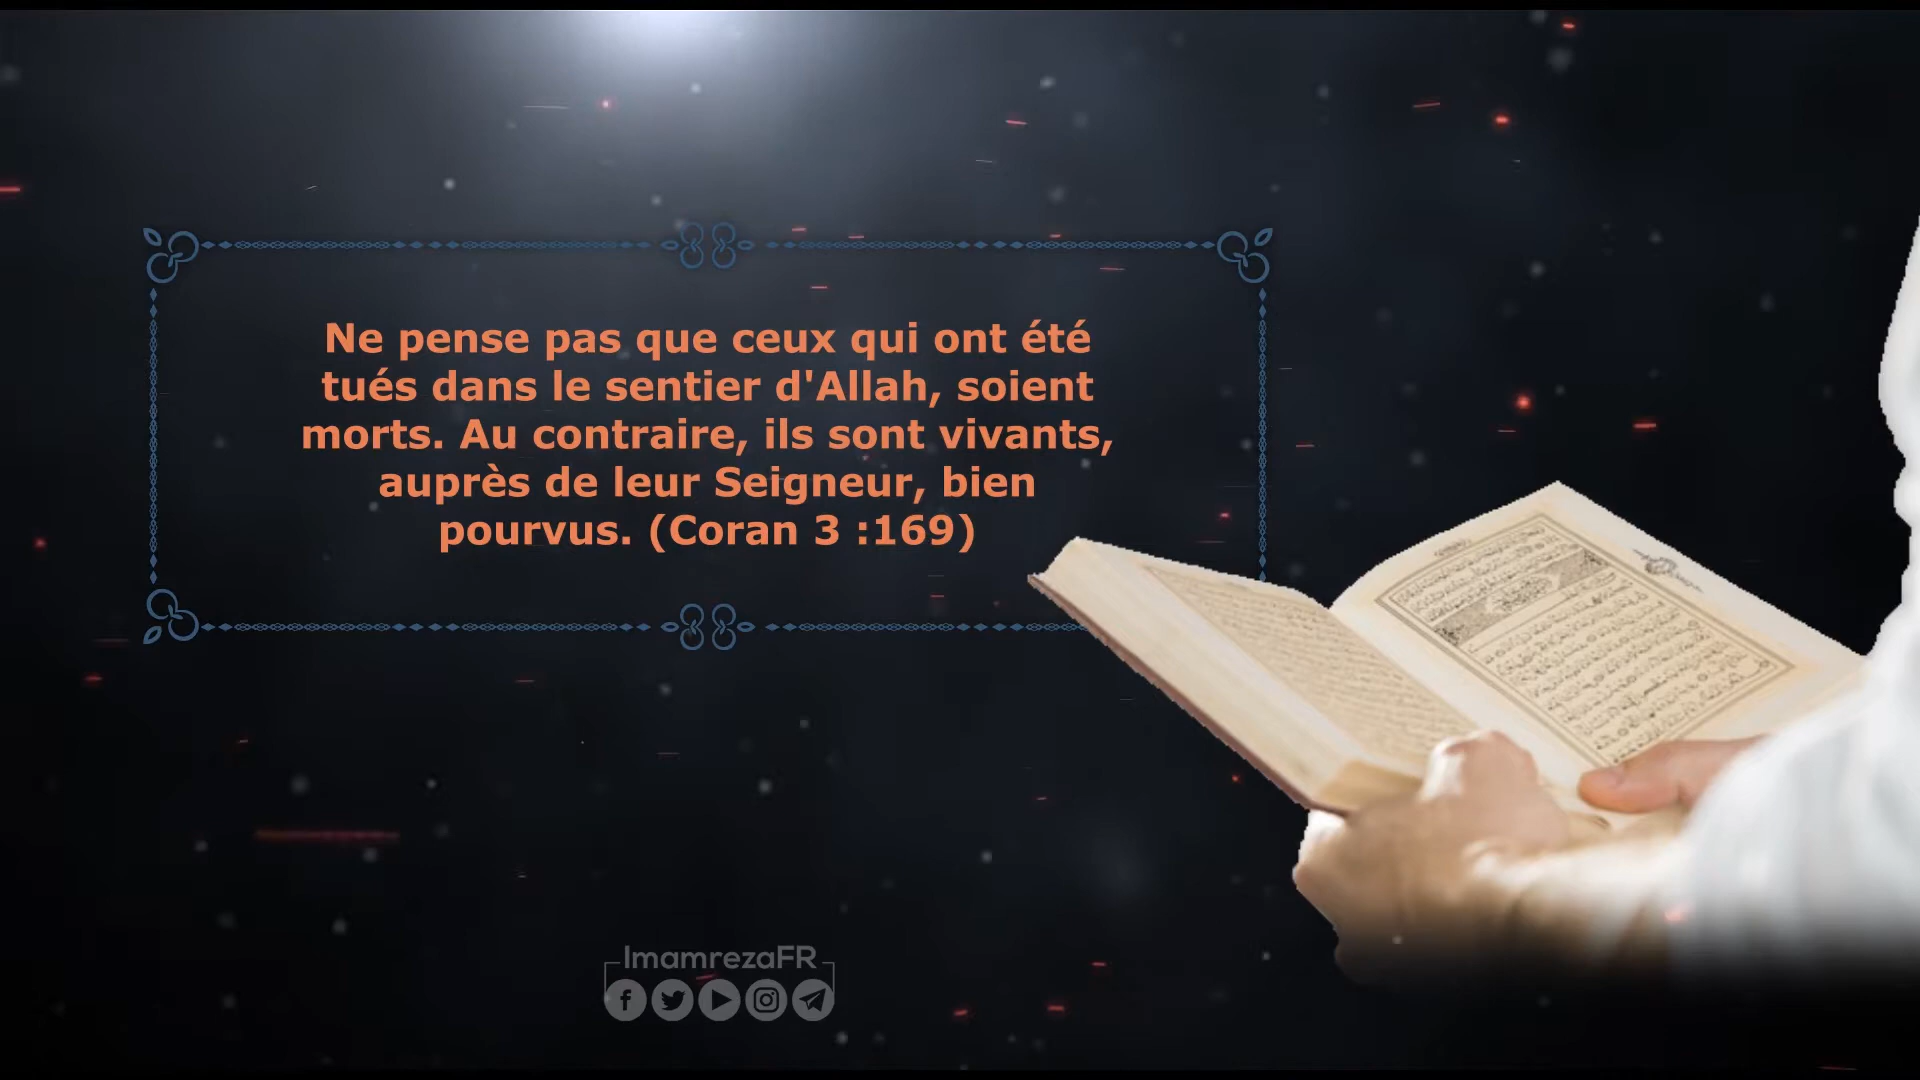 Ne pense pas que ceux qui ont été
tués dans le sentier d'Allah, soient
morts. Au contraire, ils sont vivants,
auprès de leur Seigneur, bien
pourvus. (Coran 3 :169)
ImamrezaFR